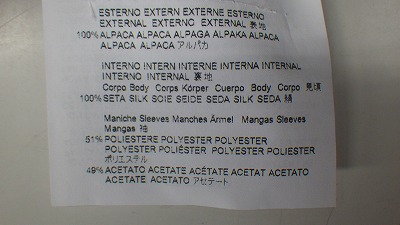 ESTERNO EXTERN EXTERNE ESTERNO
EXTERNAL EXTERNO EXTERNAL 表地
100% ALPACA ALPACA ALPAGA ALPAKA ALPACA
ALPACA ALPACA アルパカ
INTERNO INTERN INTERNE INTERNA INTERNAL
INTERNO INTERNAL 裏地
Corpo Body Corps Körper Cuerpo Body Corpo 見頃
100% SETA SILK SOIE SEIDE SEDA SILK SEDA 絹
Maniche Sleeves Manches Ärmel Mangas Sleeves
Mangas 袖
51% POLIESTERE POLYESTER POLYESTER
POLYESTER POLIÉSTER POLYESTER POLIESTER
ポリエステル
49% ACETATO ACETATE ACÉTATE ACETAT ACETATO
ACETATE ACETATO アセテート